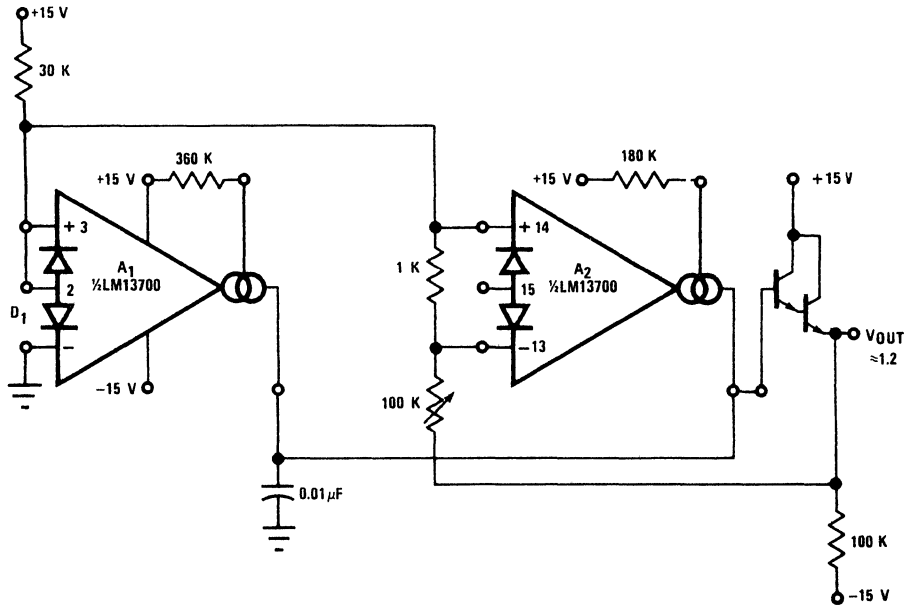 +15 V
30 K
360 K
+15 V
180 K
+15 V
+15 V
+ 3
A1
½LM13700
2
D1
-
-15 V
1 K
+ 14
A2
½LM13700
15
-13
100 K
VOUT
≈1.2
0.01 µF
100 K
-15 V